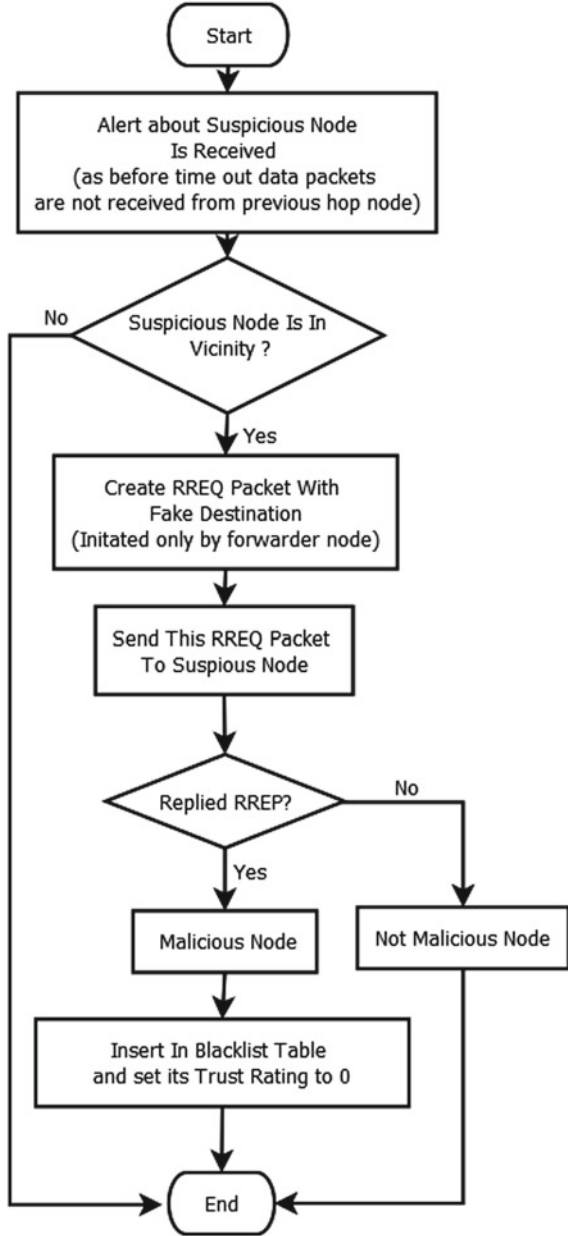 Start
Alert about Suspicious Node
Is Received
(as before time out data packets
are not received from previous hop node)
No
Suspicious Node Is In
Vicinity ?
Yes
Create RREQ Packet With
Fake Destination
(Initated only by forwarder node)
Send This RREQ Packet
To Suspious Node
Replied RREP?
No
Yes
Malicious Node
Not Malicious Node
Insert In Blacklist Table
and set its Trust Rating to 0
End